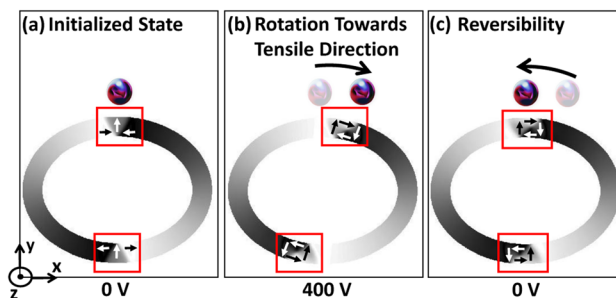 (a) Initialized State
(b) Rotation Towards
Tensile Direction
(c) Reversibility
y
x
z
0 V
400 V
0 V